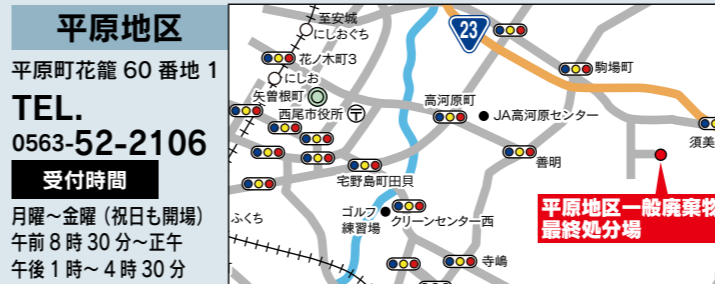 平原地区
平原町花籠 60 番地 1
TEL.
0563-52-2106
受付時間
月曜～金曜（祝日も開場）
午前 8 時 30 分～正午
午後 1 時～ 4 時 30 分
至安城
にしおぐち
花ノ木町3
にしお
矢曽根町
西尾市役所
〒
23
駒場町
高河原町
JA高河原センター
須美
善明
宅野島町田貝
平原地区一般廃棄物
最終処分場
ふくち
ゴルフ
練習場
クリーンセンター西
寺嶋